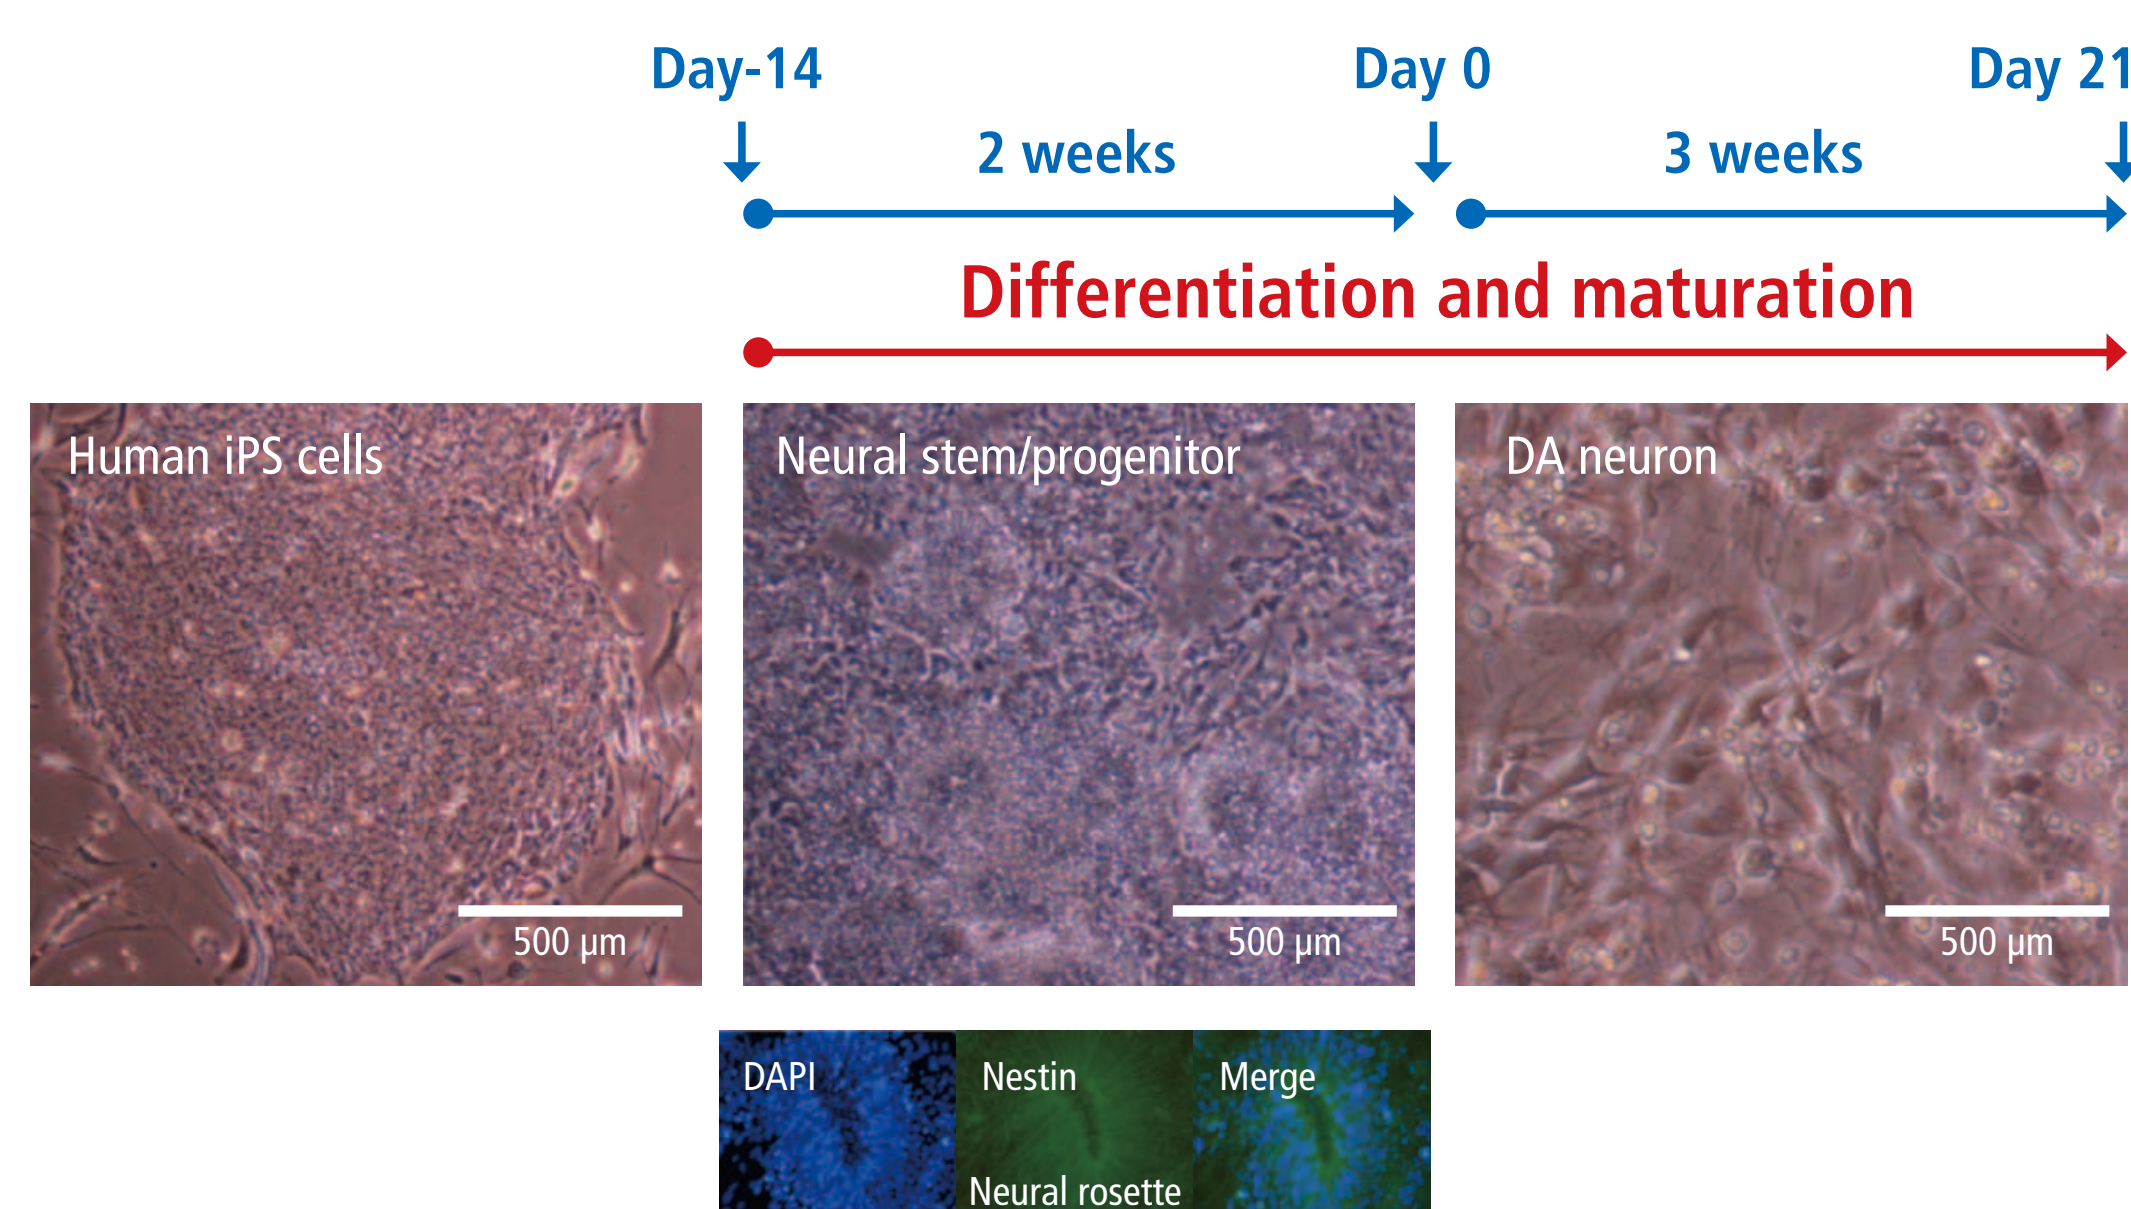 Day-14
Day 0
Day 21
2 weeks
3 weeks
Differentiation and maturation
Human iPS cells
Neural stem/progenitor
DA neuron
500 µm
500 µm
500 µm
DAPI
Nestin
Merge
Neural rosette